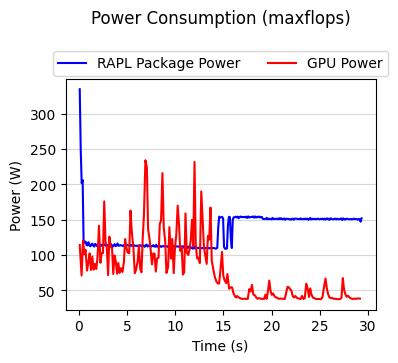 Power Consumption (maxflops)
RAPL Package Power
GPU Power
Power (W)
300
250
200
150
100
50
0
5
10
15
20
25
30
Time (s)